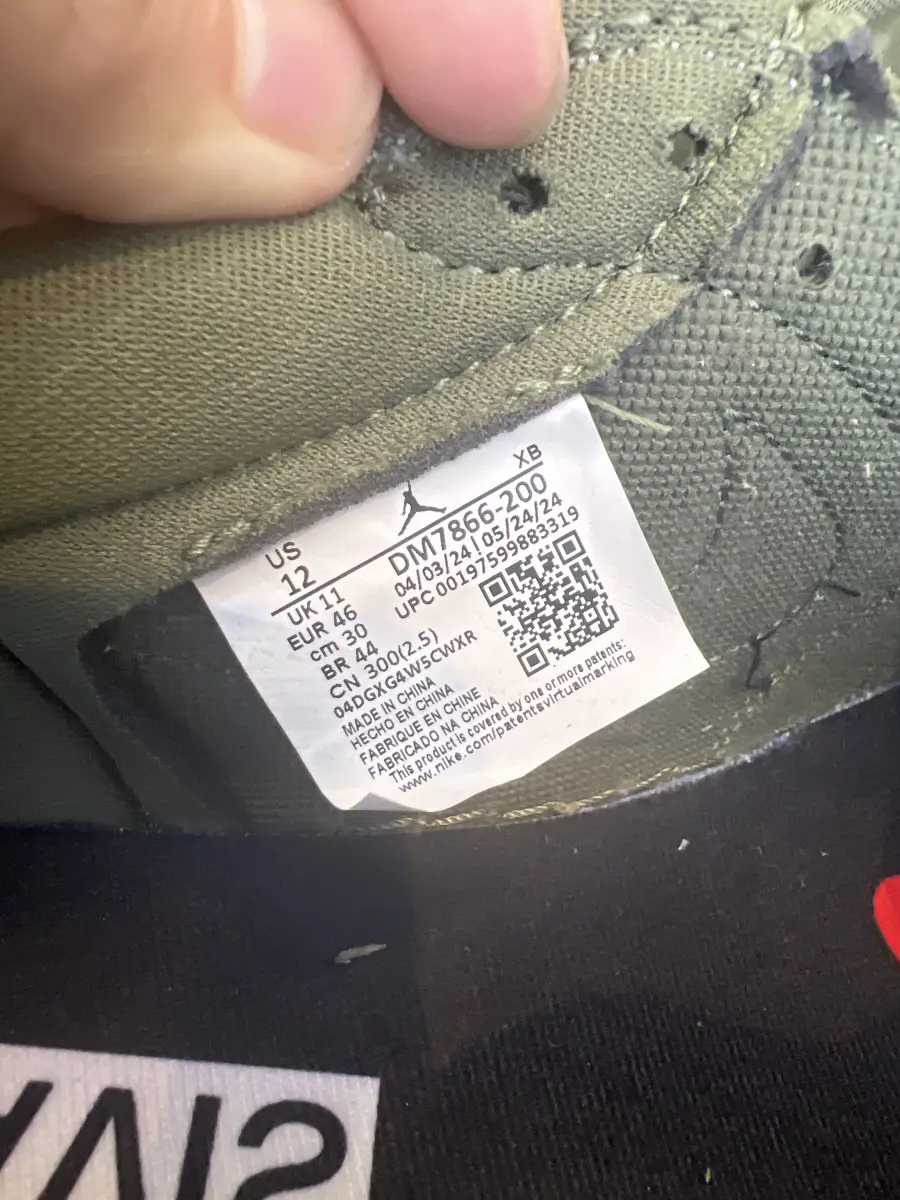 US
12
XB
DM7866-200
04/03/24 | 05/24/24
UPC 00197599883319
UK 11
EUR 46
cm 30
BR 44
CN 300(2.5)
04DGXG4W5CWXR
MADE IN CHINA
HECHO EN CHINA
FABRIQUE EN CHINE
FABRICADO NA CHINA
This product is covered by one or more patents:
www.nike.com/patentsvirtualmarking